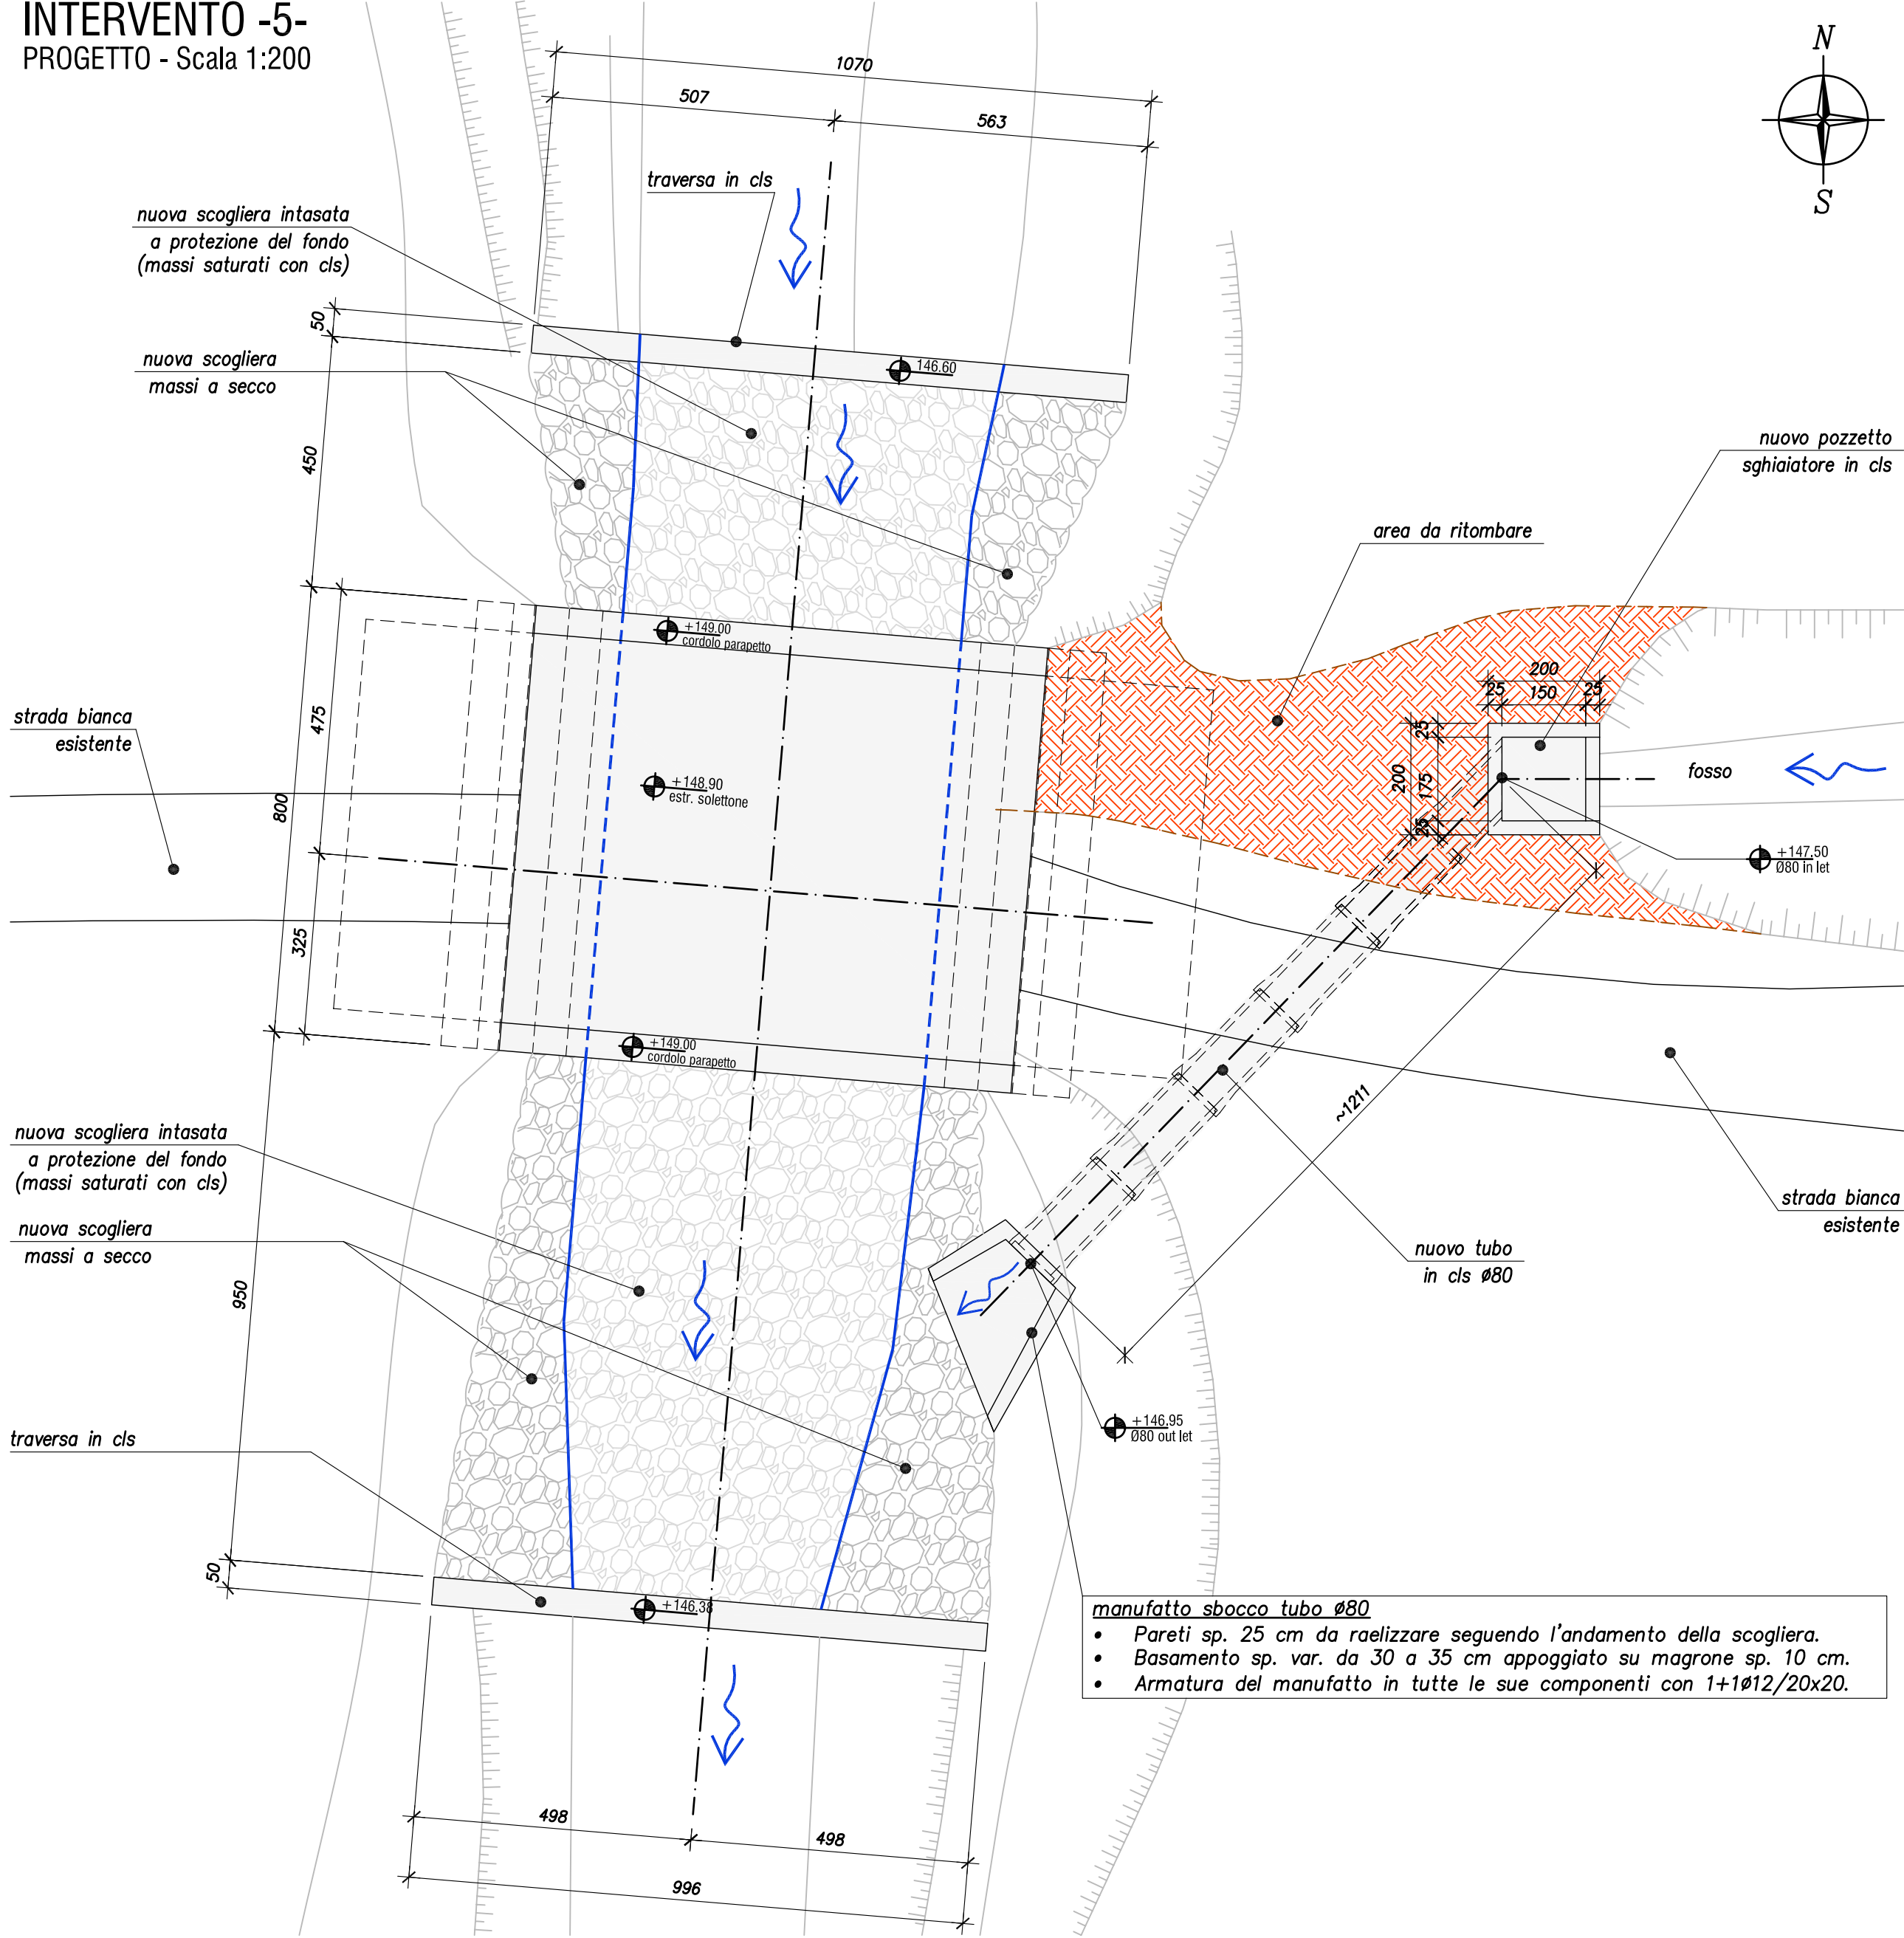 INTERVENTO -5-
PROGETTO - Scala 1:200
N
S
1070
507
563
traversa in cls
nuova scogliera intasata
a protezione del fondo
(massi saturati con cls)
50
146.60
nuova scogliera
massi a secco
450
nuovo pozzetto
sghiaiatore in cls
area da ritombare
+149.00
cordolo parapetto
200
25
150
25
475
strada bianca
esistente
25
200
175
25
fosso
800
+148.90
estr. solettone
+147.50
Ø80 in let
325
+149.00
cordolo parapetto
~1211
nuova scogliera intasata
a protezione del fondo
(massi saturati con cls)
strada bianca
esistente
nuova scogliera
massi a secco
nuovo tubo
in cls ø80
950
+146.95
Ø80 out let
traversa in cls
50
+146.38
manufatto sbocco tubo ø80
• Pareti sp. 25 cm da raelizzare seguendo l'andamento della scogliera.
• Basamento sp. var. da 30 a 35 cm appoggiato su magrone sp. 10 cm.
• Armatura del manufatto in tutte le sue componenti con 1+1ø12/20x20.
498
498
996